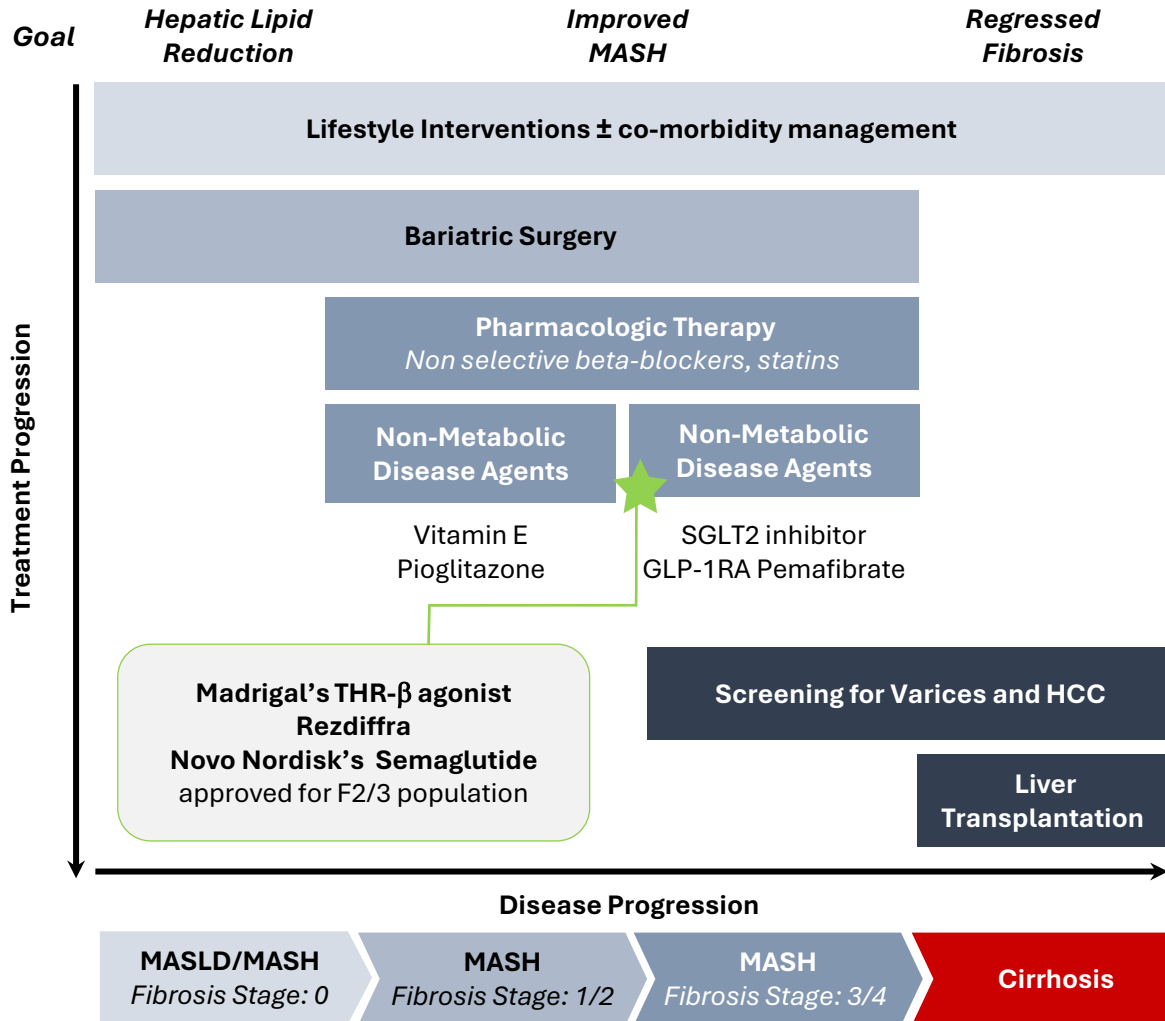 Goal
Hepatic Lipid
Reduction
Improved
MASH
Regressed
Fibrosis
Lifestyle Interventions ± co-morbidity management
Bariatric Surgery
Pharmacologic Therapy
Non selective beta-blockers, statins
Non-Metabolic
Disease Agents
Non-Metabolic
Disease Agents
Vitamin E
Pioglitazone
SGLT2 inhibitor
GLP-1RA Pemafibrate
Treatment Progression
Madrigal’s THR-β agonist
Rezdiffra
Novo Nordisk’s Semaglutide
approved for F2/3 population
Screening for Varices and HCC
Liver
Transplantation
Disease Progression
MASLD/MASH
Fibrosis Stage: 0
MASH
Fibrosis Stage: 1/2
MASH
Fibrosis Stage: 3/4
Cirrhosis